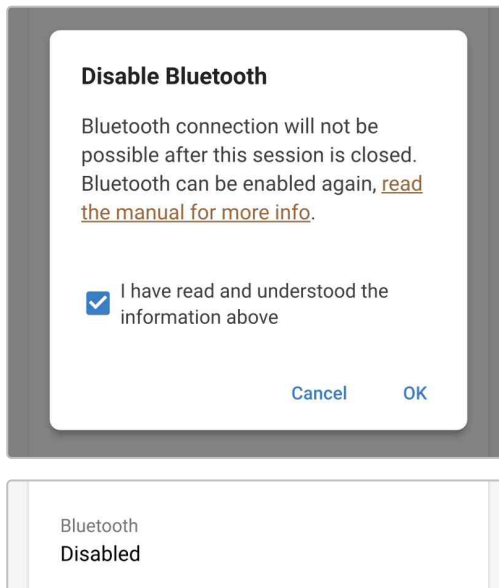 Disable Bluetooth
Bluetooth connection will not be
possible after this session is closed.
Bluetooth can be enabled again, read
the manual for more info.
I have read and understood the
information above
Cancel OK
Bluetooth
Disabled